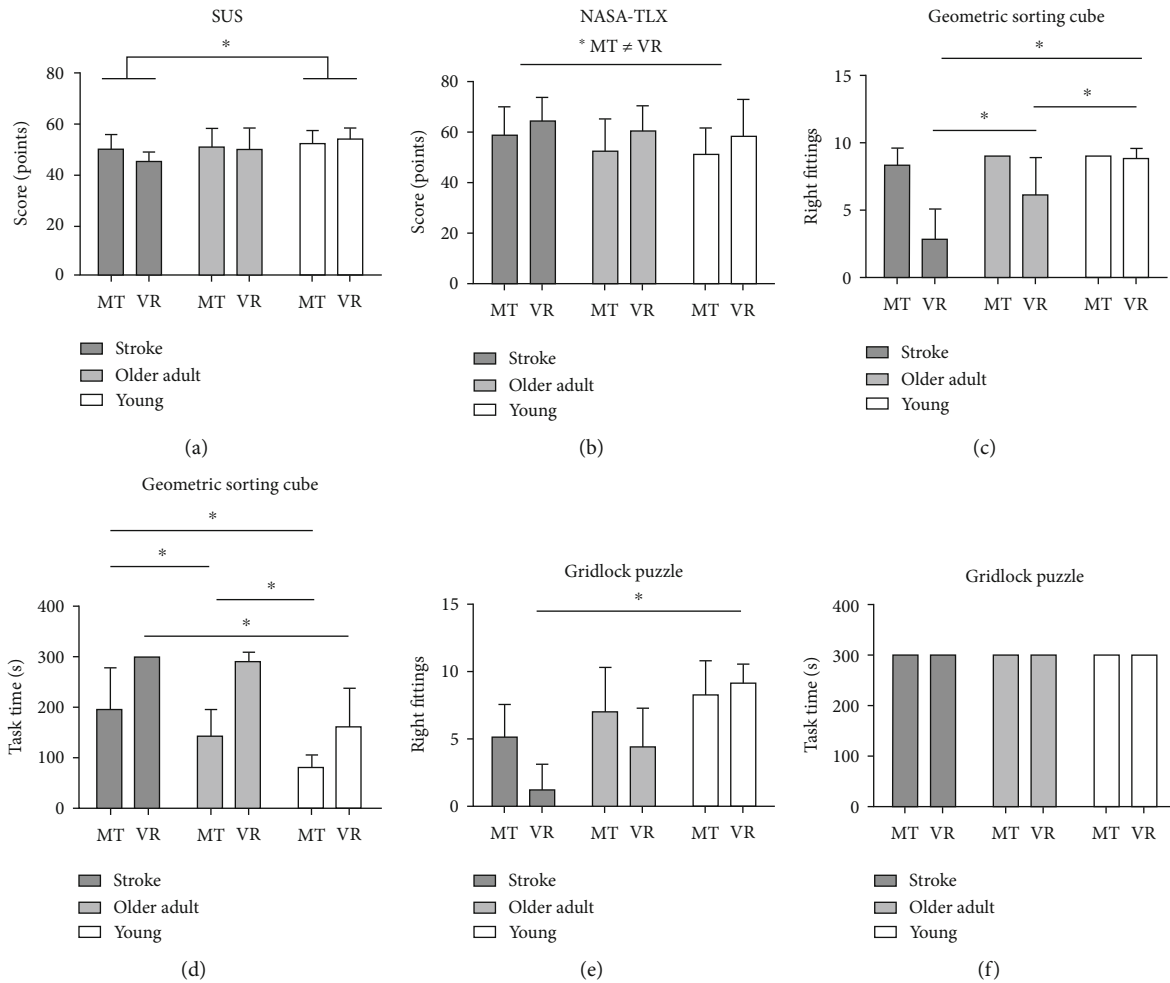 SUS
*
80
60
40
20
0
Score (points)
MT VR MT VR MT VR
Stroke
Older adult
Young
(a)
NASA-TLX
* MT ≠ VR
80
60
40
20
0
Score (points)
MT VR MT VR MT VR
Stroke
Older adult
Young
(b)
Geometric sorting cube
*
*
*
15
10
5
0
Right fittings
MT VR MT VR MT VR
Stroke
Older adult
Young
(c)
Geometric sorting cube
*
*
*
*
400
300
200
100
0
Task time (s)
MT VR MT VR MT VR
Stroke
Older adult
Young
(d)
Gridlock puzzle
*
15
10
5
0
Right fittings
MT VR MT VR MT VR
Stroke
Older adult
Young
(e)
Gridlock puzzle
400
300
200
100
0
Task time (s)
MT VR MT VR MT VR
Stroke
Older adult
Young
(f)